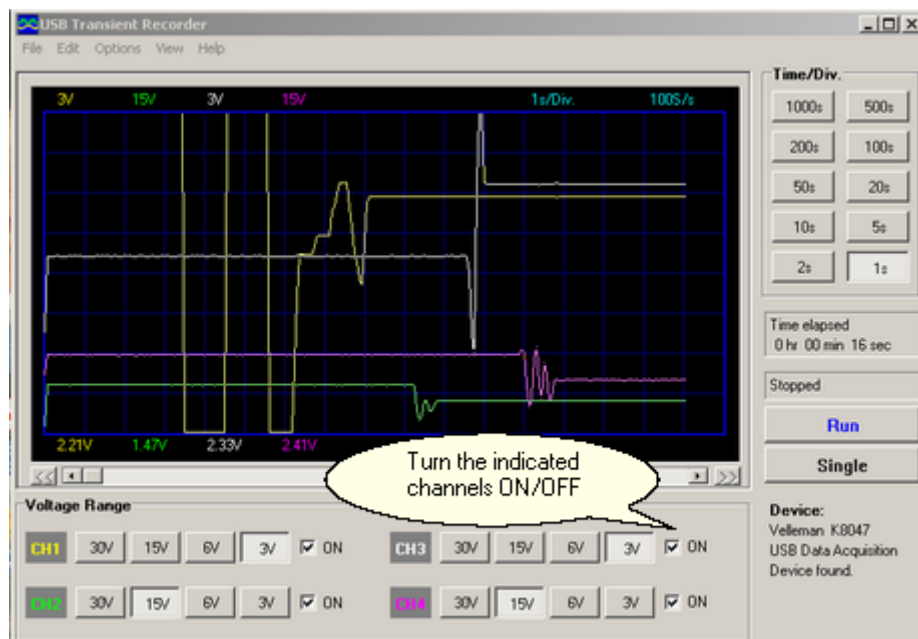 USB Transient Recorder
File Edit Options View Help
3V 15V 3V 15V 1s/Div. 100S/s
2.21V 1.47V 2.33V 2.41V
Turn the indicated
channels ON/OFF
Time/Div.
1000s 500s
200s 100s
50s 20s
10s 5s
2s 1s
Time elapsed
0 hr 00 min 16 sec
Stopped
Run
Single
Device:
Velleman K8047
USB Data Acquisition
Device found.
Voltage Range
CH1 30V 15V 6V 3V ON
CH3 30V 15V 6V 3V ON
CH2 30V 15V 6V 3V ON
CH4 30V 15V 6V 3V ON